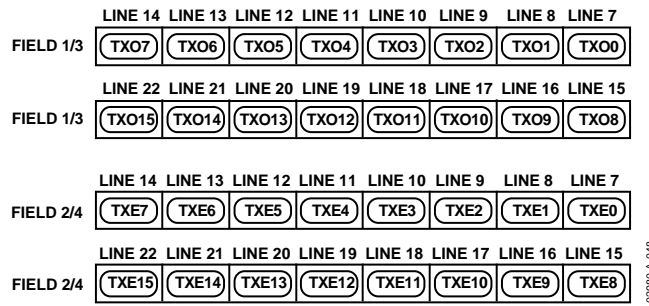 LINE 14 LINE 13 LINE 12 LINE 11 LINE 10 LINE 9 LINE 8 LINE 7
FIELD 1/3 TXO7 TXO6 TXO5 TXO4 TXO3 TXO2 TXO1 TXO0
LINE 22 LINE 21 LINE 20 LINE 19 LINE 18 LINE 17 LINE 16 LINE 15
FIELD 1/3 TXO15 TXO14 TXO13 TXO12 TXO11 TXO10 TXO9 TXO8
LINE 14 LINE 13 LINE 12 LINE 11 LINE 10 LINE 9 LINE 8 LINE 7
FIELD 2/4 TXE7 TXE6 TXE5 TXE4 TXE3 TXE2 TXE1 TXE0
LINE 22 LINE 21 LINE 20 LINE 19 LINE 18 LINE 17 LINE 16 LINE 15
FIELD 2/4 TXE15 TXE14 TXE13 TXE12 TXE11 TXE10 TXE9 TXE8